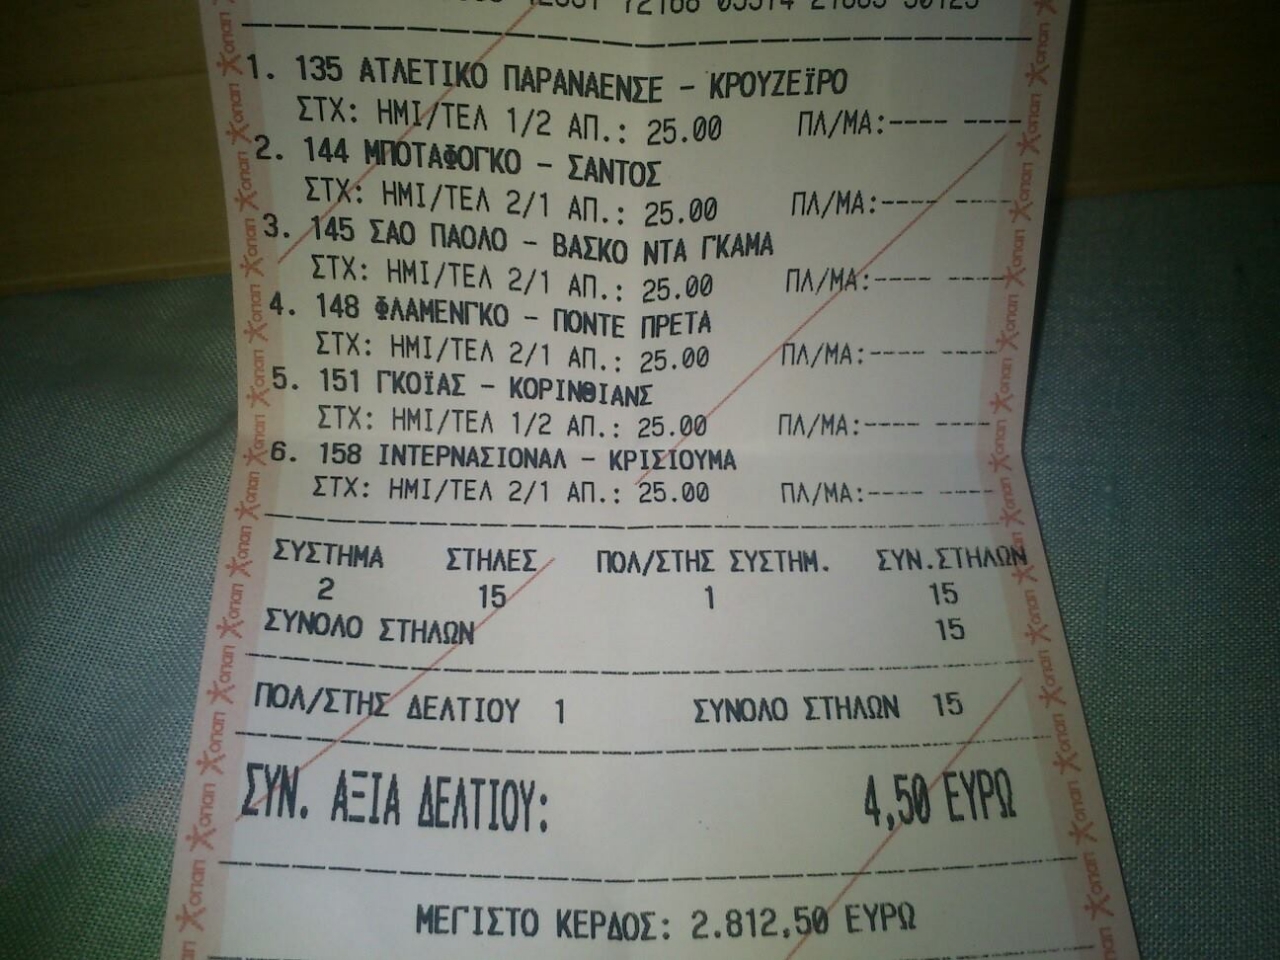 1. 135 ΑΤΛΕΤΙΚΟ ΠΑΡΑΝΑΕΝΣΕ - ΚΡΟΥΖΕΪΡΟ
ΣΤΧ: ΗΜΙ/ΤΕΛ 1/2 ΑΠ.: 25.00 ΠΛ/ΜΑ:---- ----
2. 144 ΜΠΟΤΑΦΟΓΚΟ - ΣΑΝΤΟΣ
ΣΤΧ: ΗΜΙ/ΤΕΛ 2/1 ΑΠ.: 25.00 ΠΛ/ΜΑ:---- ----
3. 145 ΣΑΟ ΠΑΟΛΟ - ΒΑΣΚΟ ΝΤΑ ΓΚΑΜΑ
ΣΤΧ: ΗΜΙ/ΤΕΛ 2/1 ΑΠ.: 25.00 ΠΛ/ΜΑ:---- ----
4. 148 ΦΛΑΜΕΝΓΚΟ - ΠΟΝΤΕ ΠΡΕΤΑ
ΣΤΧ: ΗΜΙ/ΤΕΛ 2/1 ΑΠ.: 25.00 ΠΛ/ΜΑ:---- ----
5. 151 ΓΚΟΪΑΣ - ΚΟΡΙΝΘΙΑΝΣ
ΣΤΧ: ΗΜΙ/ΤΕΛ 1/2 ΑΠ.: 25.00 ΠΛ/ΜΑ:---- ----
6. 158 ΙΝΤΕΡΝΑΣΙΟΝΑΛ - ΚΡΙΣΙΟΥΜΑ
ΣΤΧ: ΗΜΙ/ΤΕΛ 2/1 ΑΠ.: 25.00 ΠΛ/ΜΑ:---- ----
ΣΥΣΤΗΜΑ ΣΤΗΛΕΣ ΠΟΛ/ΣΤΗΣ ΣΥΣΤΗΜ. ΣΥΝ.ΣΤΗΛΩΝ
2 15 1 15
ΣΥΝΟΛΟ ΣΤΗΛΩΝ 15
ΠΟΛ/ΣΤΗΣ ΔΕΛΤΙΟΥ 1 ΣΥΝΟΛΟ ΣΤΗΛΩΝ 15
ΣΥΝ. ΑΞΙΑ ΔΕΛΤΙΟΥ: 4,50 ΕΥΡΩ
ΜΕΓΙΣΤΟ ΚΕΡΔΟΣ: 2.812,50 ΕΥΡΩ